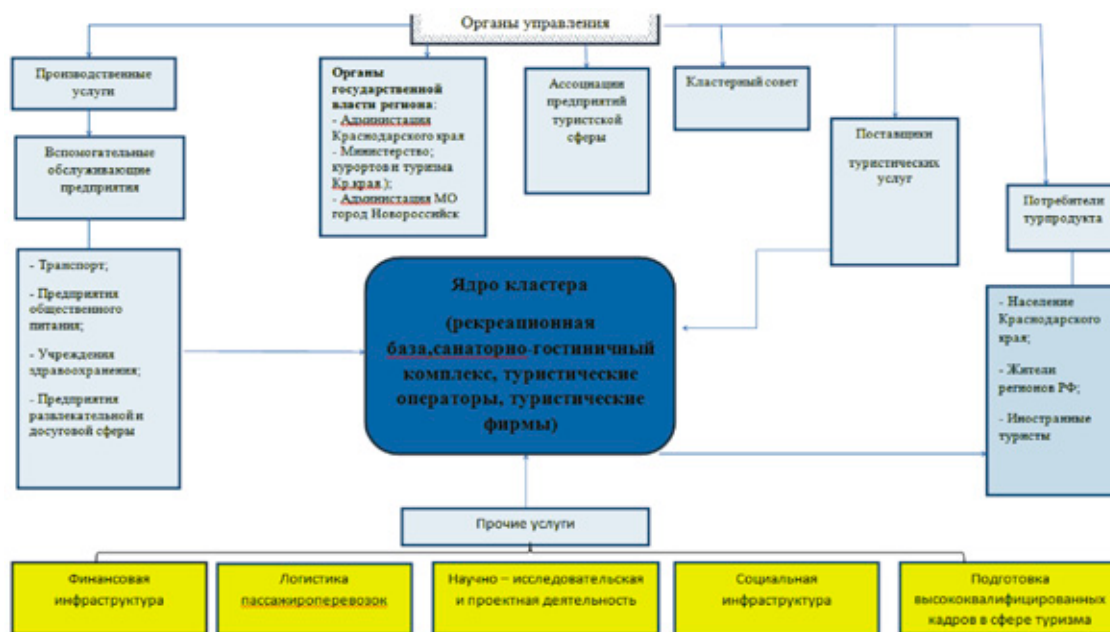 Органы управления
Производственные
услуги
Органы
государственной
власти региона:
- Администация
Краснодарского края
- Министерство;
курортов и туризма
Кр.края.);
- Администация МО
город Новороссийск
Ассоциации
предприятий
туристской
сферы
Кластерный совет
Поставщики
туристических
услуг
Потребители
турпродукта
Вспомогательные
обслуживающие
предприятия
- Транспорт;
- Предприятия
общественного
питания;
- Учреждения
здравоохранения;
- Предприятия
развлекательной и
досуговой сферы
Ядро кластера
(рекреационная
база,санаторно-гостиничный
комплекс, туристические
операторы, туристические
фирмы)
- Население
Краснодарского
края;
- Жители
регионов РФ;
- Иностранные
туристы
Прочие услуги
Финансовая
инфраструктура
Логистика
пассажироперевозок
Научно – исследовательская
и проектная деятельность
Социальная
инфраструктура
Подготовка
высококвалифицированных
кадров в сфере туризма